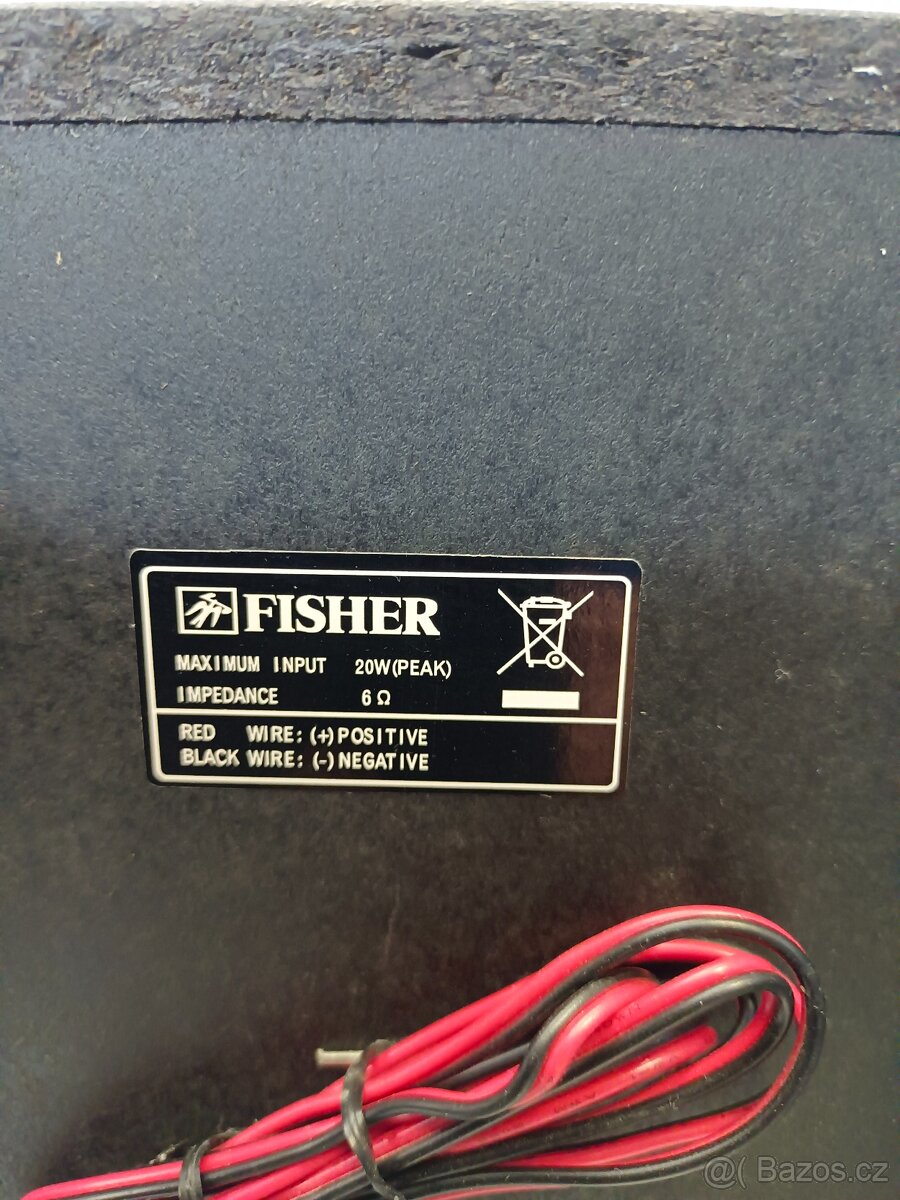 FISHER
MAXIMUM INPUT 20W(PEAK)
IMPEDANCE 6 Ω
RED WIRE: (+)POSITIVE
BLACK WIRE: (-)NEGATIVE
@( Bazos.cz